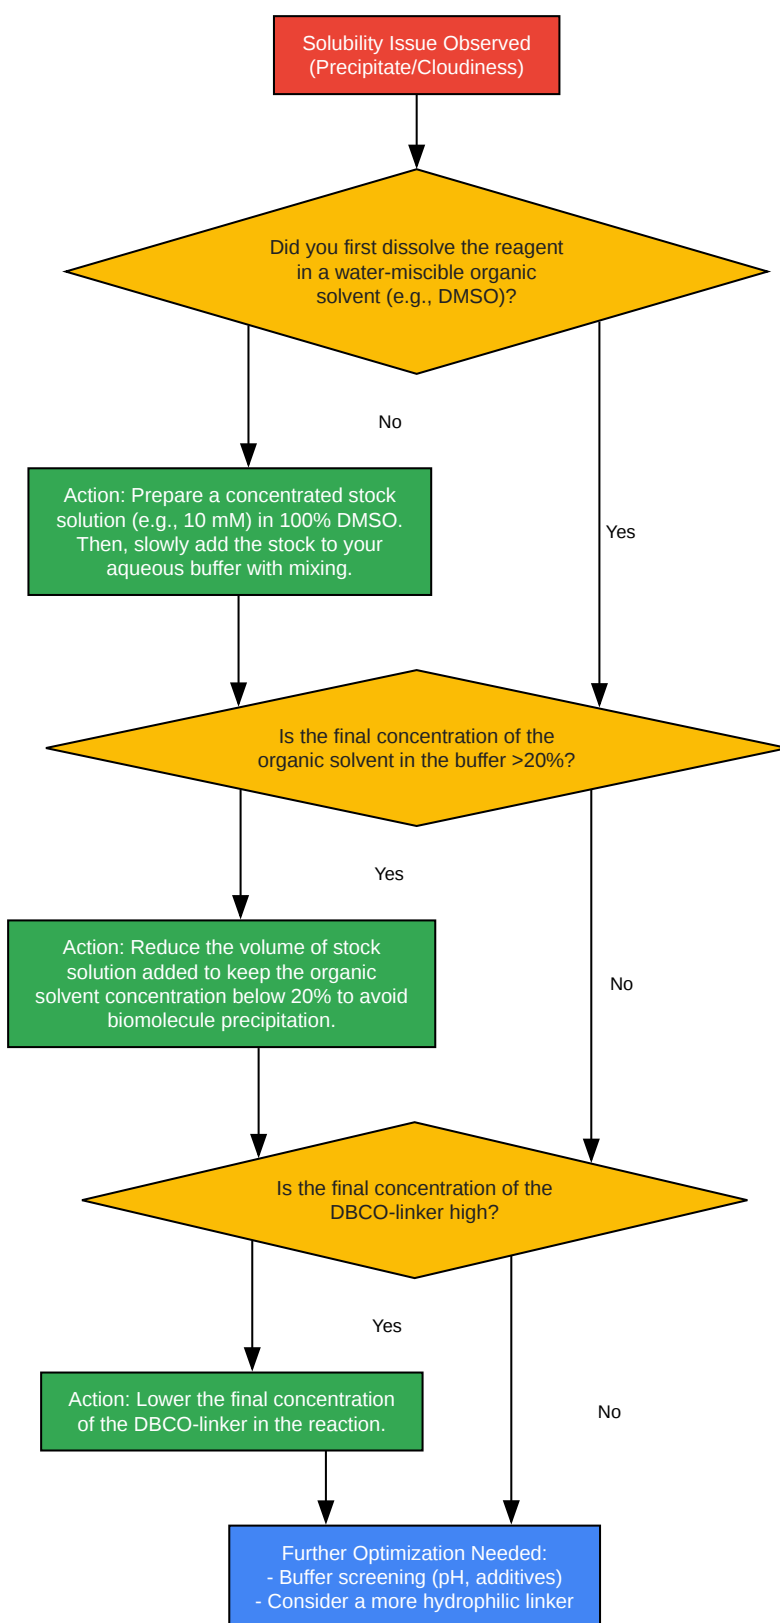 Solubility Issue Observed
(Precipitate/Cloudiness)
Did you first dissolve the reagent
in a water-miscible organic
solvent (e.g., DMSO)?
No
Action: Prepare a concentrated stock
solution (e.g., 10 mM) in 100% DMSO.
Then, slowly add the stock to your
aqueous buffer with mixing.
Yes
Is the final concentration of the
organic solvent in the buffer >20%?
Yes
Action: Reduce the volume of stock
solution added to keep the organic
solvent concentration below 20% to avoid
biomolecule precipitation.
No
Is the final concentration of the
DBCO-linker high?
Yes
Action: Lower the final concentration
of the DBCO-linker in the reaction.
No
Further Optimization Needed:
- Buffer screening (pH, additives)
- Consider a more hydrophilic linker